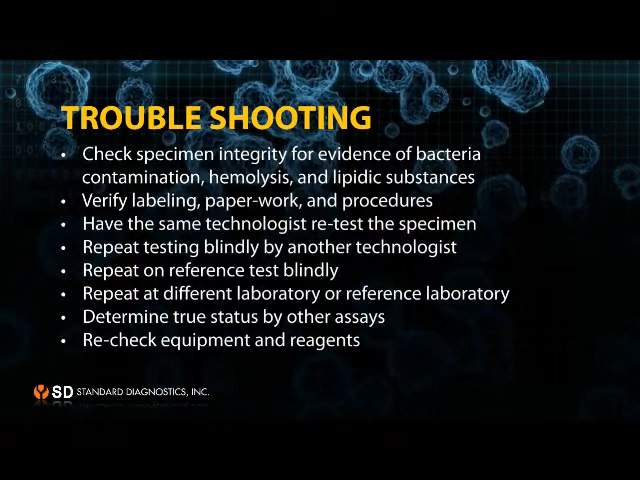 TROUBLE SHOOTING
• Check specimen integrity for evidence of bacteria
contamination, hemolysis, and lipidic substances
• Verify labeling, paper-work, and procedures
• Have the same technologist re-test the specimen
• Repeat testing blindly by another technologist
• Repeat on reference test blindly
• Repeat at different laboratory or reference laboratory
• Determine true status by other assays
• Re-check equipment and reagents
SD STANDARD DIAGNOSTICS, INC.